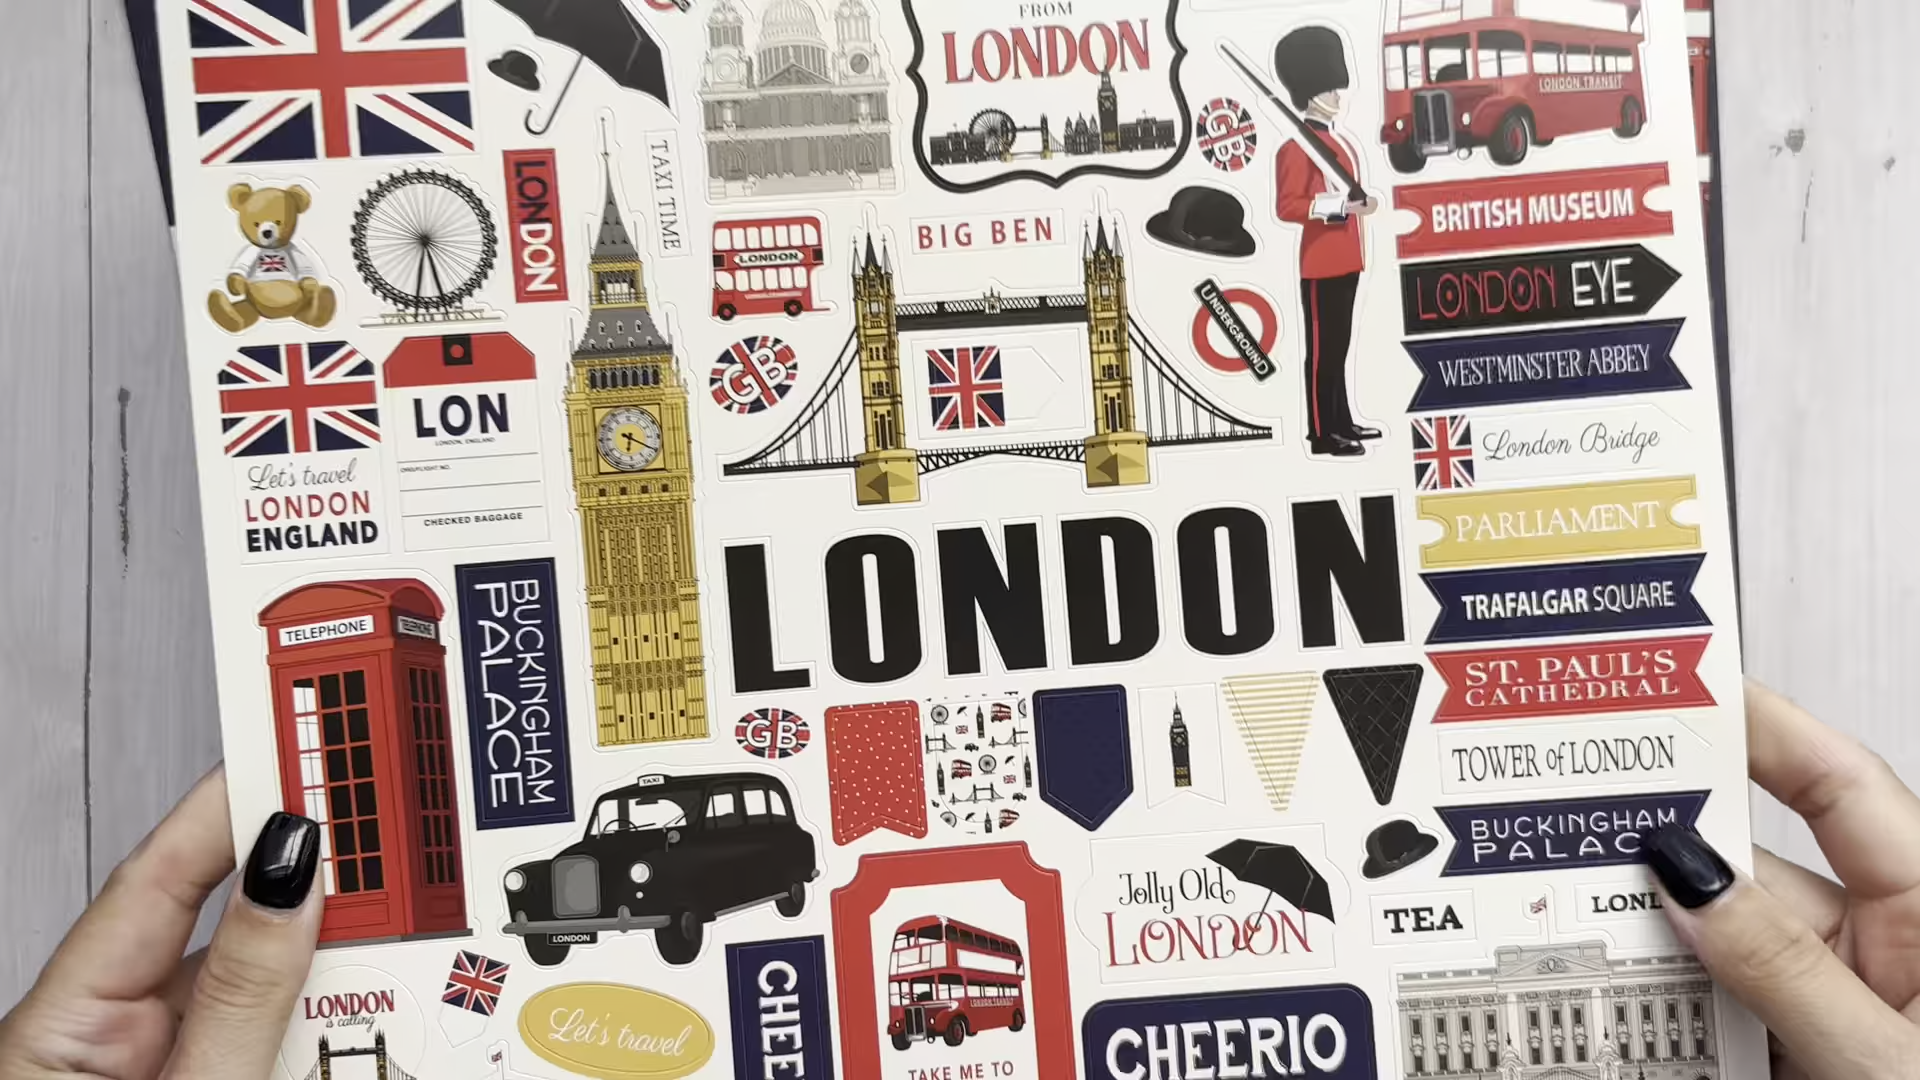 FROM
LONDON
LONDON TRANSIT
GB
TAXI TIME
LONDON
BRITISH MUSEUM
BIG BEN
LONDON
UNDERGROUND
LONDON EYE
WESTMINSTER ABBEY
GB
LON
LONDON, ENGLAND
CHECKED BAGGAGE
London Bridge
Let's travel
LONDON
ENGLAND
PARLIAMENT
LONDON
TRAFALGAR SQUARE
TELEPHONE
TELEPHONE
BUCKINGHAM
PALACE
ST. PAUL'S
CATHEDRAL
GB
TOWER of LONDON
TAXI
BUCKINGHAM
PALAC
Jolly Old
LONDON
TEA
LOND
LONDON
LONDON
is calling
Let's travel
CHEE
LONDON TRANSIT
TAKE ME TO
CHEERIO